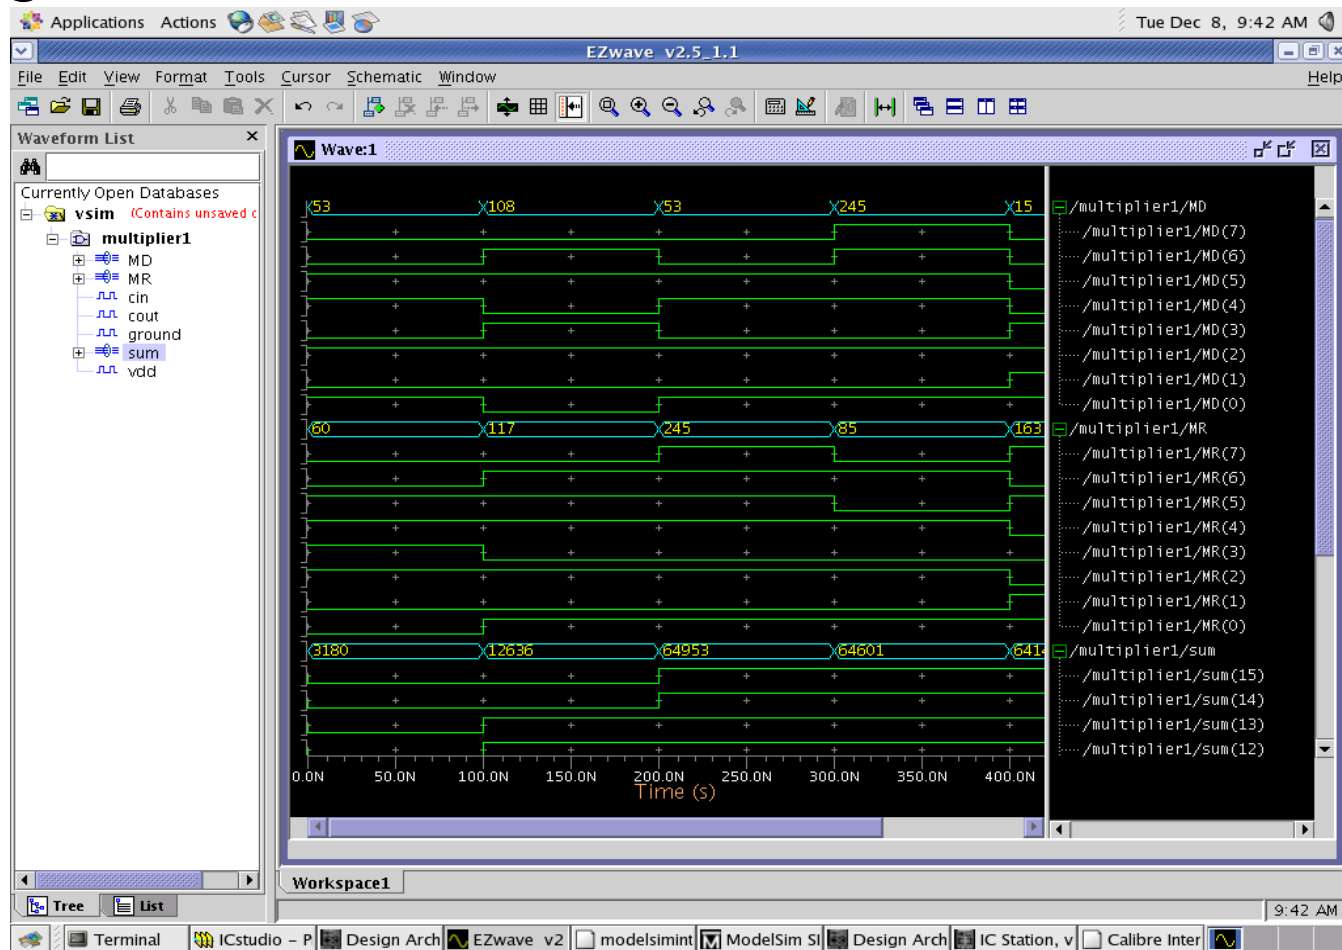 Applications Actions Tue Dec 8, 9:42 AM
EZwave v2.5_1.1
File Edit View Format Tools Cursor Schematic Window Help
Waveform List
Wave:1
Currently Open Databases
vsim (Contains unsaved c
multiplier1
MD
MR
cin
cout
ground
sum
vdd
53 108 53 245 15 /multiplier1/MD
/multiplier1/MD(7)
/multiplier1/MD(6)
/multiplier1/MD(5)
/multiplier1/MD(4)
/multiplier1/MD(3)
/multiplier1/MD(2)
/multiplier1/MD(1)
/multiplier1/MD(0)
60 117 245 85 163 /multiplier1/MR
/multiplier1/MR(7)
/multiplier1/MR(6)
/multiplier1/MR(5)
/multiplier1/MR(4)
/multiplier1/MR(3)
/multiplier1/MR(2)
/multiplier1/MR(1)
/multiplier1/MR(0)
3180 12636 64953 64601 641 /multiplier1/sum
/multiplier1/sum(15)
/multiplier1/sum(14)
/multiplier1/sum(13)
/multiplier1/sum(12)
0.0N 50.0N 100.0N 150.0N 200.0N 250.0N 300.0N 350.0N 400.0N
Time (s)
Workspace1
Tree List
9:42 AM
Terminal ICstudio - P Design Arch EZwave v2 modelsimint ModelSim SI Design Arch IC Station, v Calibre Inter